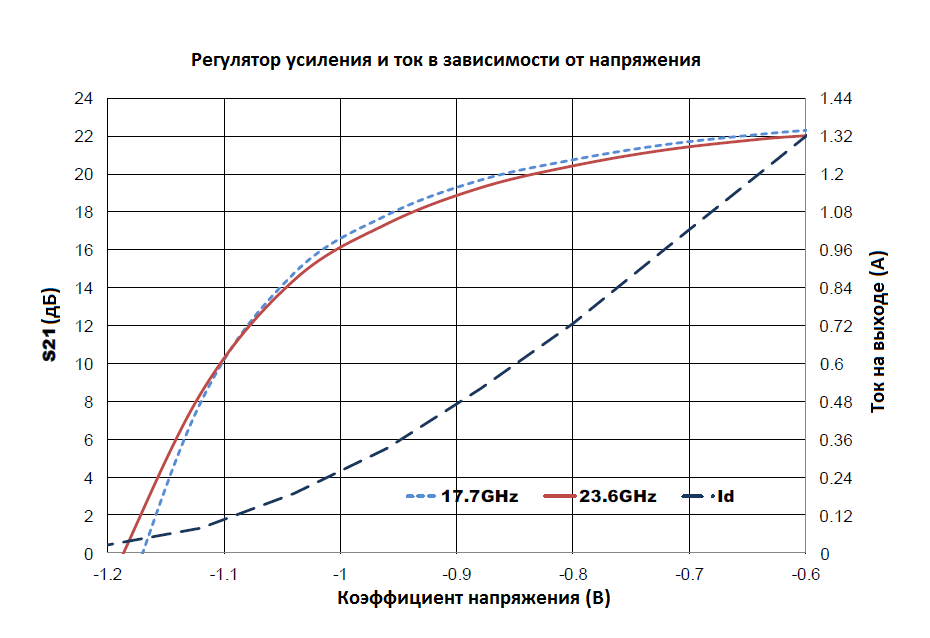 Регулятор усиления и ток в зависимости от напряжения
24 1.44
22 1.32
20 1.2
18 1.08
16 0.96
14 0.84
12 0.72
10 0.6
8 0.48
6 0.36
4 0.24
2 0.12
0 0
S21 (дБ)
Ток на выходе (А)
17.7GHz 23.6GHz Id
-1.2 -1.1 -1 -0.9 -0.8 -0.7 -0.6
Коэффициент напряжения (В)